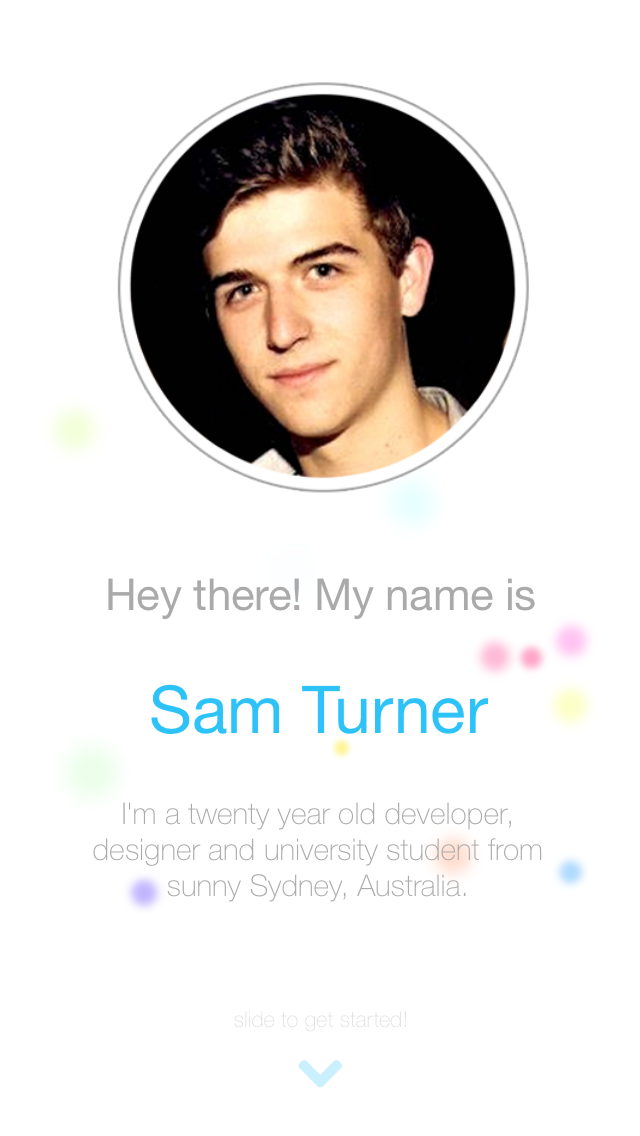 Hey there! My name is
Sam Turner
I'm a twenty year old developer,
designer and university student from
sunny Sydney, Australia.
slide to get started!